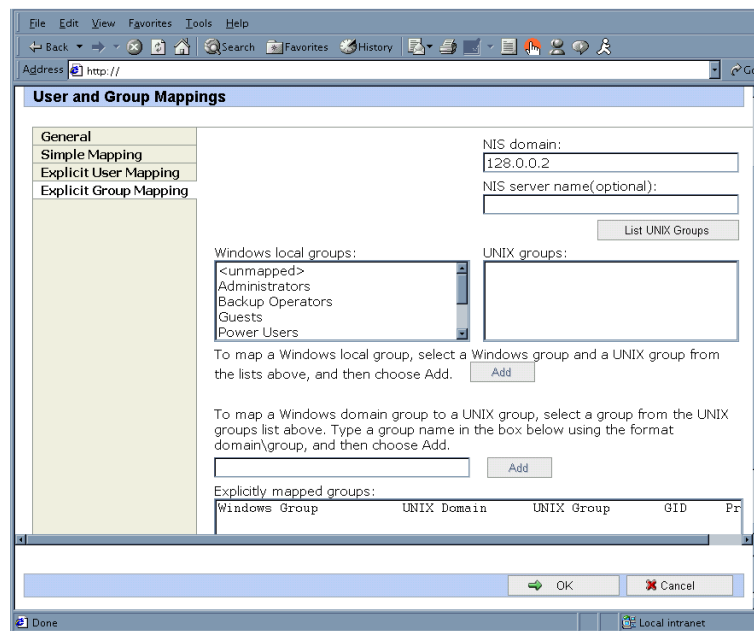 File Edit View Favorites Tools Help
Back Search Favorites History
Address http:// Go
User and Group Mappings
General
Simple Mapping
Explicit User Mapping
Explicit Group Mapping
NIS domain:
128.0.0.2
NIS server name(optional):
List UNIX Groups
Windows local groups: UNIX groups:
<unmapped>
Administrators
Backup Operators
Guests
Power Users
To map a Windows local group, select a Windows group and a UNIX group from
the lists above, and then choose Add. Add
To map a Windows domain group to a UNIX group, select a group from the UNIX
groups list above. Type a group name in the box below using the format
domain\group, and then choose Add.
Add
Explicitly mapped groups:
Windows Group UNIX Domain UNIX Group GID Pr
OK Cancel
Done Local intranet